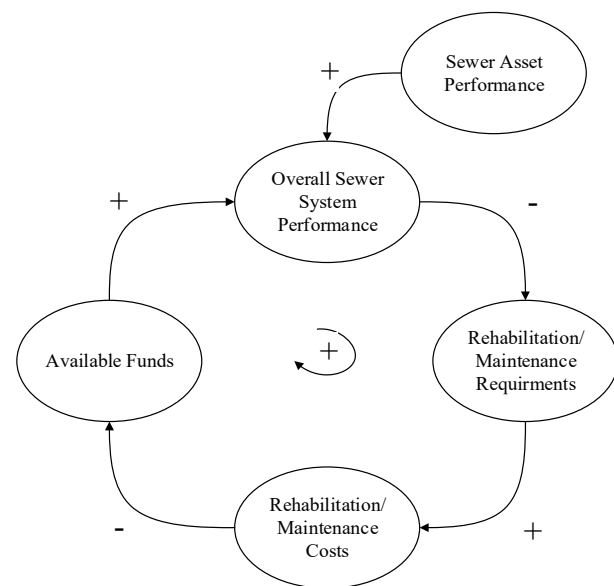 Sewer Asset
Performance
+
Overall Sewer
System
Performance
+
-
Available Funds
+
Rehabilitation/
Maintenance
Requirments
Rehabilitation/
Maintenance
Costs
-
+